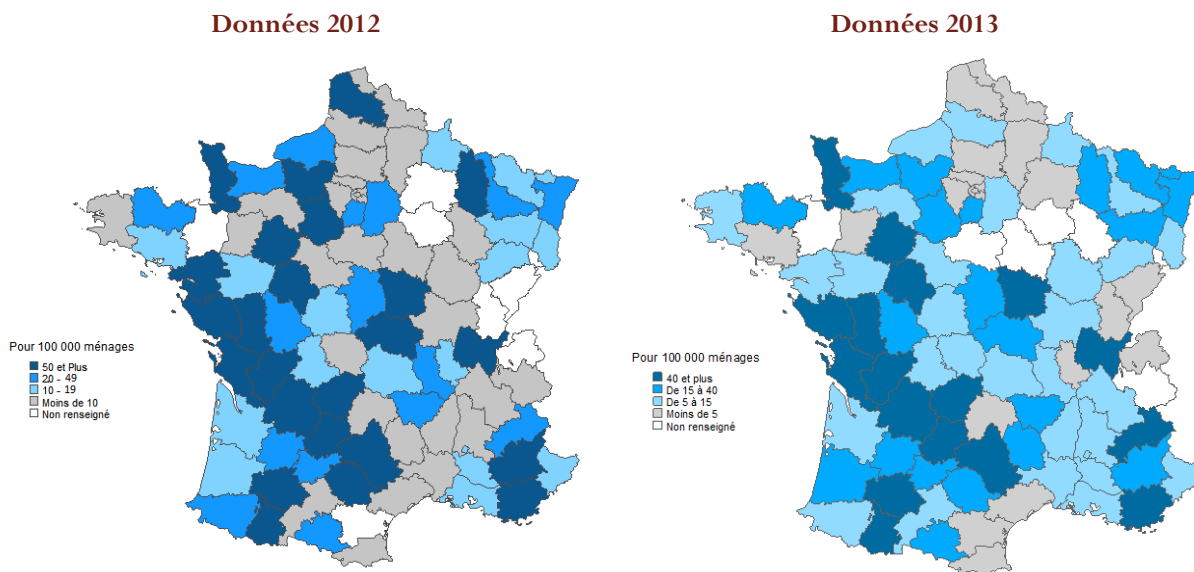 Données 2012
Données 2013
Pour 100 000 ménages
50 et Plus
20 - 49
10 - 19
Moins de 10
Non renseigné
Pour 100 000 ménages
40 et plus
De 15 à 40
De 5 à 15
Moins de 5
Non renseigné